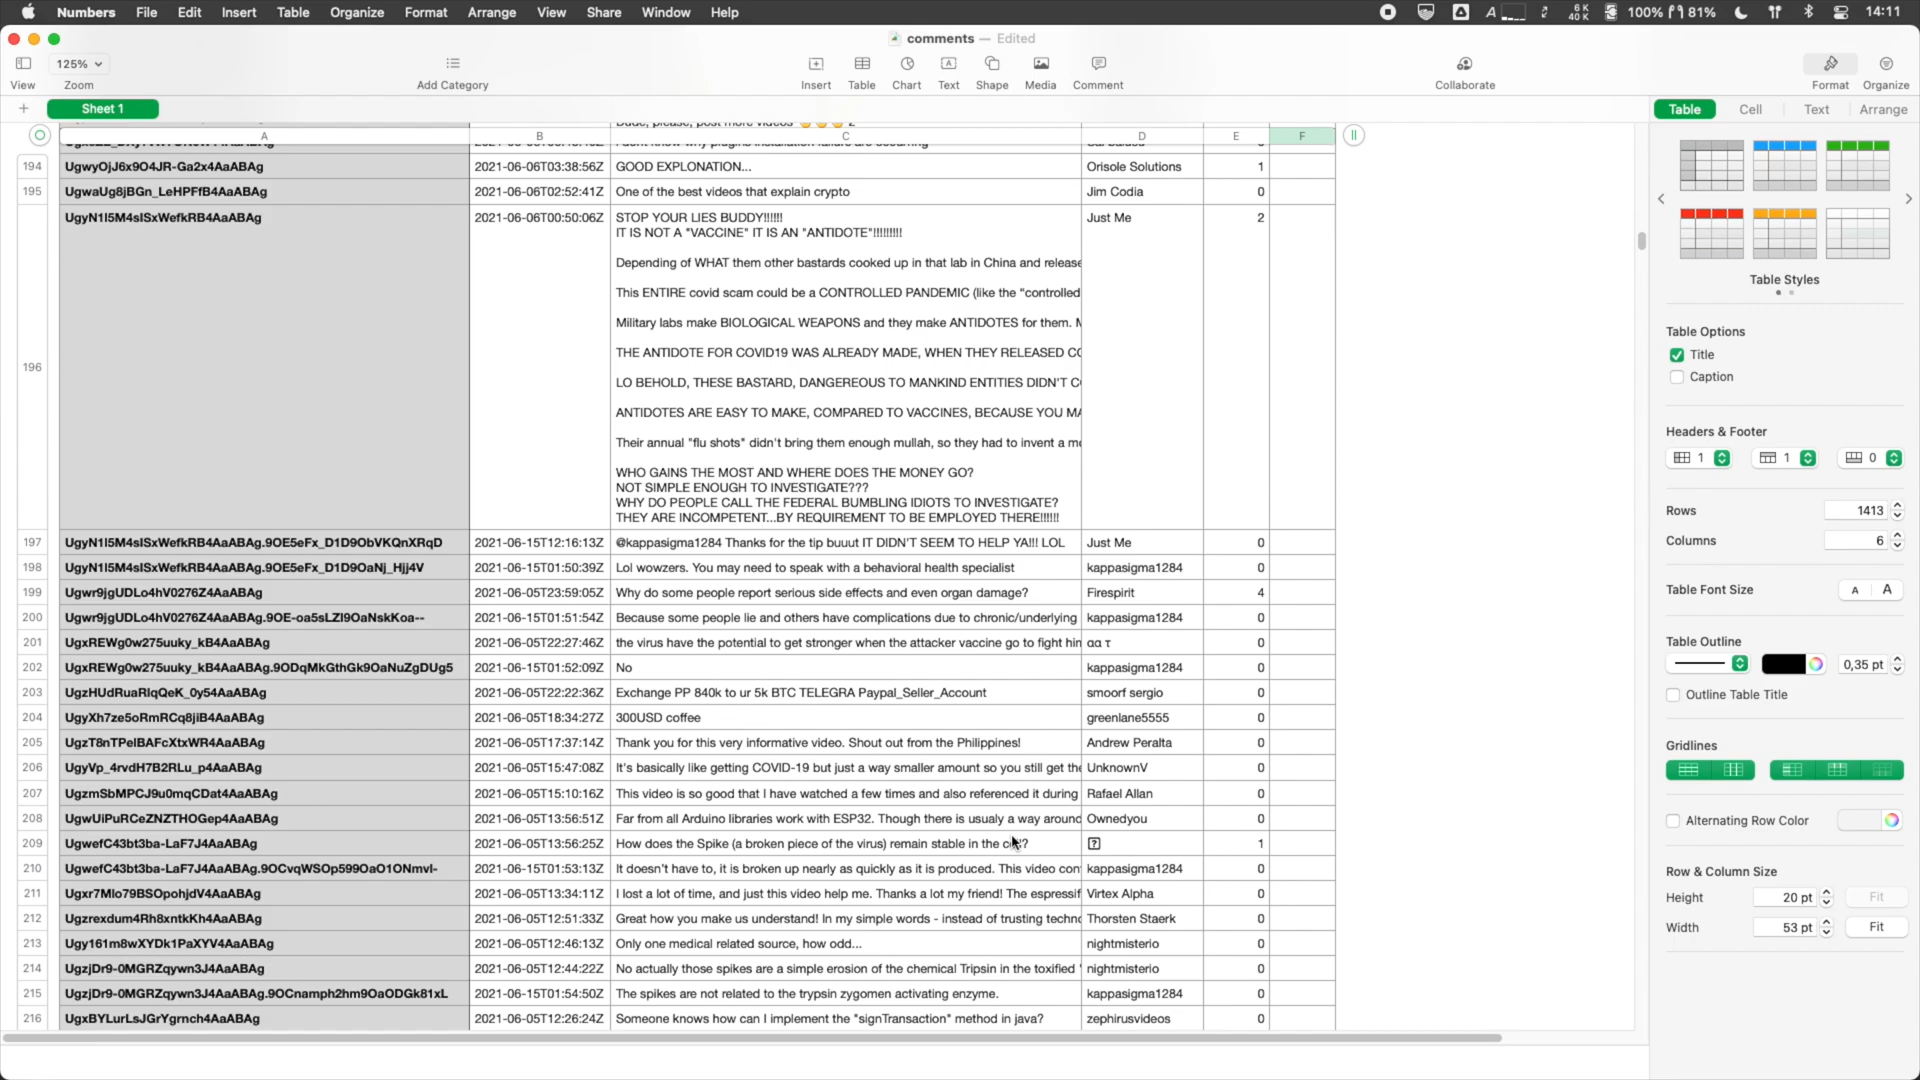 Numbers File Edit Insert Table Organize Format Arrange View Share Window Help
A 6 K 40 K 100% 81% 14:11
comments — Edited
125%
View Zoom Add Category Insert Table Chart Text Shape Media Comment Collaborate Format Organize
Sheet 1
Table Cell Text Arrange
Dude, please, post more videos
A B C D E F
194 UgwyOjJ6x9O4JR-Ga2x4AaABAg 2021-06-06T03:38:56Z GOOD EXPLONATION... Orisole Solutions 1
195 UgwaUg8jBGn_LeHPFfB4AaABAg 2021-06-06T02:52:41Z One of the best videos that explain crypto Jim Codia 0
196 UgyN1I5M4sISxWefkRB4AaABAg 2021-06-06T00:50:06Z STOP YOUR LIES BUDDY!!!!!! Just Me 2
IT IS NOT A "VACCINE" IT IS AN "ANTIDOTE"!!!!!!!!!
Depending of WHAT them other bastards cooked up in that lab in China and release
This ENTIRE covid scam could be a CONTROLLED PANDEMIC (like the "controlled
Military labs make BIOLOGICAL WEAPONS and they make ANTIDOTES for them. M
THE ANTIDOTE FOR COVID19 WAS ALREADY MADE, WHEN THEY RELEASED CO
LO BEHOLD, THESE BASTARD, DANGEREOUS TO MANKIND ENTITIES DIDN'T C
ANTIDOTES ARE EASY TO MAKE, COMPARED TO VACCINES, BECAUSE YOU MA
Their annual "flu shots" didn't bring them enough mullah, so they had to invent a m
WHO GAINS THE MOST AND WHERE DOES THE MONEY GO?
NOT SIMPLE ENOUGH TO INVESTIGATE???
WHY DO PEOPLE CALL THE FEDERAL BUMBLING IDIOTS TO INVESTIGATE?
THEY ARE INCOMPETENT...BY REQUIREMENT TO BE EMPLOYED THERE!!!!!!
197 UgyN1I5M4sISxWefkRB4AaABAg.9OE5eFx_D1D9ObVKQnXRqD 2021-06-15T12:16:13Z @kappasigma1284 Thanks for the tip buuut IT DIDN'T SEEM TO HELP YA!!! LOL Just Me 0
198 UgyN1I5M4sISxWefkRB4AaABAg.9OE5eFx_D1D9OaNj_Hjj4V 2021-06-15T01:50:39Z Lol wowzers. You may need to speak with a behavioral health specialist kappasigma1284 0
199 Ugwr9jgUDLo4hV0276Z4AaABAg 2021-06-05T23:59:05Z Why do some people report serious side effects and even organ damage? Firespirit 4
200 Ugwr9jgUDLo4hV0276Z4AaABAg.9OE-oa5sLZI9OaNskKoa-- 2021-06-15T01:51:54Z Because some people lie and others have complications due to chronic/underlying kappasigma1284 0
201 UgxREWg0w275uuky_kB4AaABAg 2021-06-05T22:27:46Z the virus have the potential to get stronger when the attacker vaccine go to fight him αα τ 0
202 UgxREWg0w275uuky_kB4AaABAg.9ODqMkGthGk9OaNuZgDUg5 2021-06-15T01:52:09Z No kappasigma1284 0
203 UgzHUdRuaRlqQeK_0y54AaABAg 2021-06-05T22:22:36Z Exchange PP 840k to ur 5k BTC TELEGRA Paypal_Seller_Account smoorf sergio 0
204 UgyXh7ze5oRmRCq8jiB4AaABAg 2021-06-05T18:34:27Z 300USD coffee greenlane5555 0
205 UgzT8nTPelBAFcXtxWR4AaABAg 2021-06-05T17:37:14Z Thank you for this very informative video. Shout out from the Philippines! Andrew Peralta 0
206 UgyVp_4rvdH7B2RLu_p4AaABAg 2021-06-05T15:47:08Z It's basically like getting COVID-19 but just a way smaller amount so you still get the UnknownV 0
207 UgzmSbMPCJ9u0mqCDat4AaABAg 2021-06-05T15:10:16Z This video is so good that I have watched a few times and also referenced it during Rafael Allan 0
208 UgwUiPuRCeZNZTHOGep4AaABAg 2021-06-05T13:56:51Z Far from all Arduino libraries work with ESP32. Though there is usualy a way around Ownedyou 0
209 UgwefC43bt3ba-LaF7J4AaABAg 2021-06-05T13:56:25Z How does the Spike (a broken piece of the virus) remain stable in the ? 1
210 UgwefC43bt3ba-LaF7J4AaABAg.9OCvqWSOp599OaO1ONmvl- 2021-06-15T01:53:13Z It doesn't have to, it is broken up nearly as quickly as it is produced. This video con kappasigma1284 0
211 Ugxr7Mlo79BSOpohjdV4AaABAg 2021-06-05T13:34:11Z I lost a lot of time, and just this video help me. Thanks a lot my friend! The espressif Virtex Alpha 0
212 Ugzrexdum4Rh8xntkKh4AaABAg 2021-06-05T12:51:33Z Great how you make us understand! In my simple words - instead of trusting techno Thorsten Staerk 0
213 Ugy161m8wXYDk1PaXYV4AaABAg 2021-06-05T12:46:13Z Only one medical related source, how odd... nightmisterio 0
214 UgzjDr9-0MGRZqywn3J4AaABAg 2021-06-05T12:44:22Z No actually those spikes are a simple erosion of the chemical Tripsin in the toxified nightmisterio 0
215 UgzjDr9-0MGRZqywn3J4AaABAg.9OCnamph2hm9OaODGk81xL 2021-06-15T01:54:50Z The spikes are not related to the trypsin zygomen activating enzyme. kappasigma1284 0
216 UgxBYLurLsJGrYgrnch4AaABAg 2021-06-05T12:26:24Z Someone knows how can I implement the "signTransaction" method in java? zephirusvideos 0
Table Styles
Table Options
Title
Caption
Headers & Footer
1 1 0
Rows 1413
Columns 6
Table Font Size A A
Table Outline
0,35 pt
Outline Table Title
Gridlines
Alternating Row Color
Row & Column Size
Height 20 pt Fit
Width 53 pt Fit